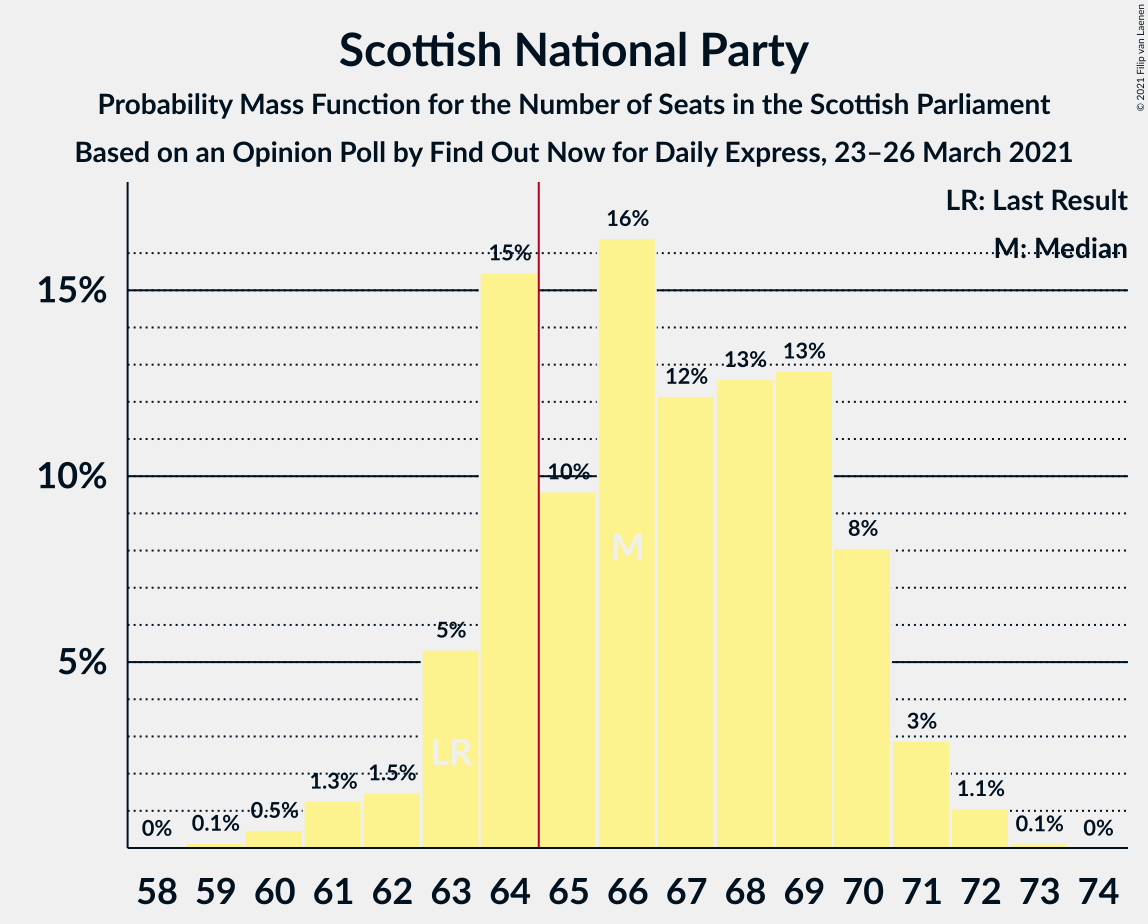 Scottish National Party
Probability Mass Function for the Number of Seats in the Scottish Parliament
Based on an Opinion Poll by Find Out Now for Daily Express, 23–26 March 2021
© 2021 Filip van Laenen
LR: Last Result
M: Median
15%
10%
5%
0%
0.1%
0.5%
1.3%
1.5%
5%
15%
10%
16%
12%
13%
13%
8%
3%
1.1%
0.1%
0%
LR
M
58 59 60 61 62 63 64 65 66 67 68 69 70 71 72 73 74